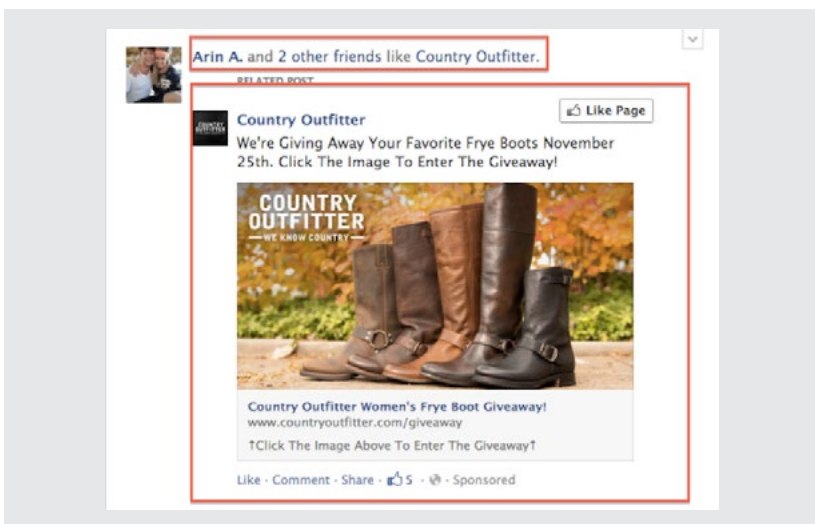 Arin A. and 2 other friends like Country Outfitter.
RELATED POST
Country Outfitter
Like Page
We're Giving Away Your Favorite Frye Boots November
25th. Click The Image To Enter The Giveaway!
COUNTRY
OUTFITTER
—WE KNOW COUNTRY—
Country Outfitter Women's Frye Boot Giveaway!
www.countryoutfitter.com/giveaway
↑Click The Image Above To Enter The Giveaway↑
Like · Comment · Share · 5 · Sponsored